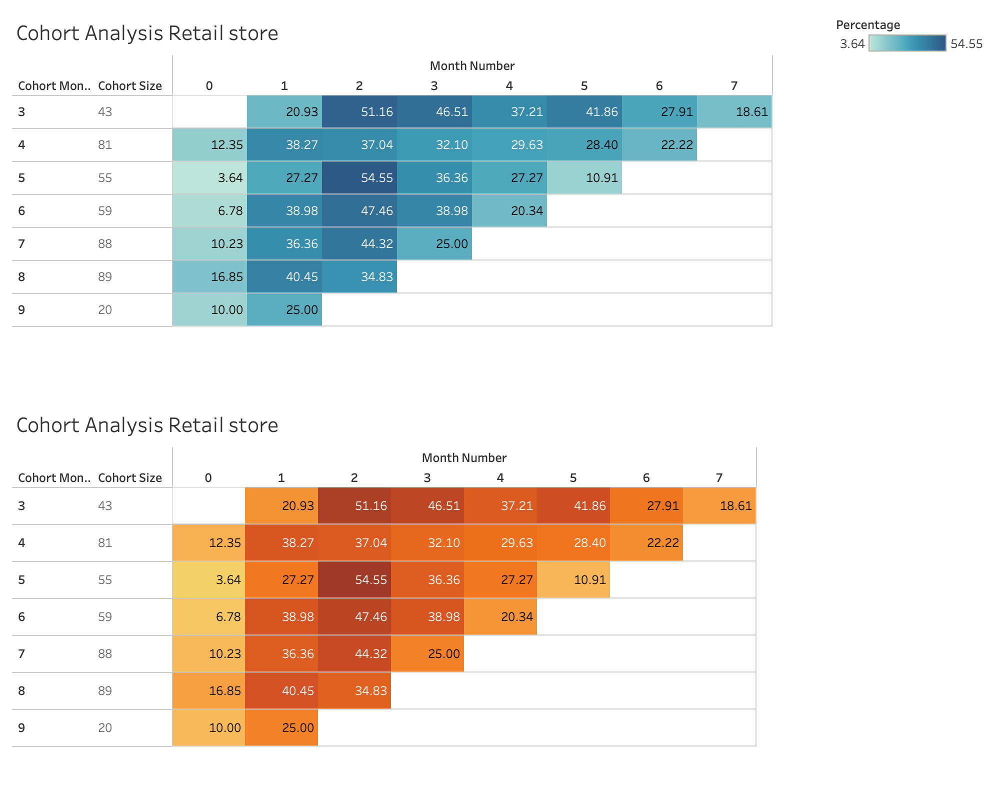 Cohort Analysis Retail store
Percentage
3.64 54.55
Month Number
Cohort Mon.. Cohort Size 0 1 2 3 4 5 6 7
3 43 20.93 51.16 46.51 37.21 41.86 27.91 18.61
4 81 12.35 38.27 37.04 32.10 29.63 28.40 22.22
5 55 3.64 27.27 54.55 36.36 27.27 10.91
6 59 6.78 38.98 47.46 38.98 20.34
7 88 10.23 36.36 44.32 25.00
8 89 16.85 40.45 34.83
9 20 10.00 25.00
Cohort Analysis Retail store
Month Number
Cohort Mon.. Cohort Size 0 1 2 3 4 5 6 7
3 43 20.93 51.16 46.51 37.21 41.86 27.91 18.61
4 81 12.35 38.27 37.04 32.10 29.63 28.40 22.22
5 55 3.64 27.27 54.55 36.36 27.27 10.91
6 59 6.78 38.98 47.46 38.98 20.34
7 88 10.23 36.36 44.32 25.00
8 89 16.85 40.45 34.83
9 20 10.00 25.00